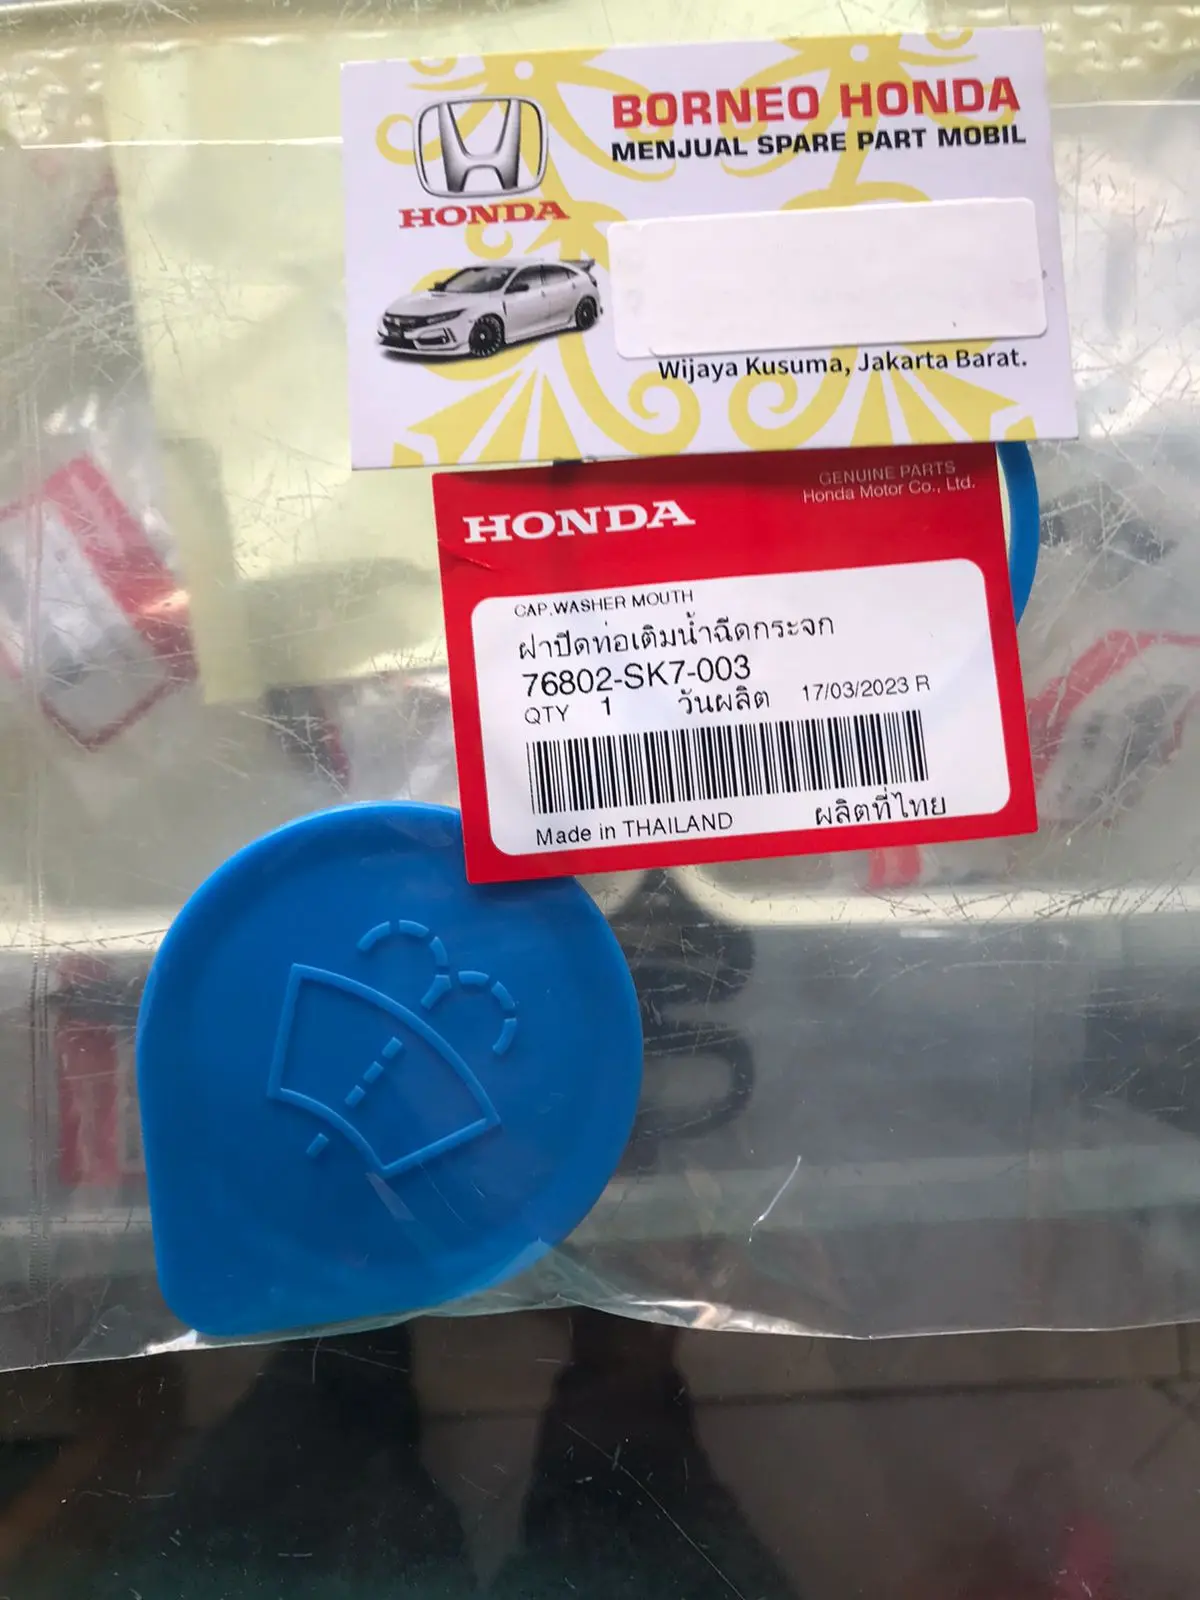 BORNEO HONDA
MENJUAL SPARE PART MOBIL
HONDA
Wijaya Kusuma, Jakarta Barat.
GENUINE PARTS
Honda Motor Co., Ltd.
HONDA
CAP.WASHER MOUTH
ฝาปิดท่อเติมน้ำฉีดกระจก
76802-SK7-003
QTY 1 วันผลิต 17/03/2023 R
Made in THAILAND ผลิตที่ไทย